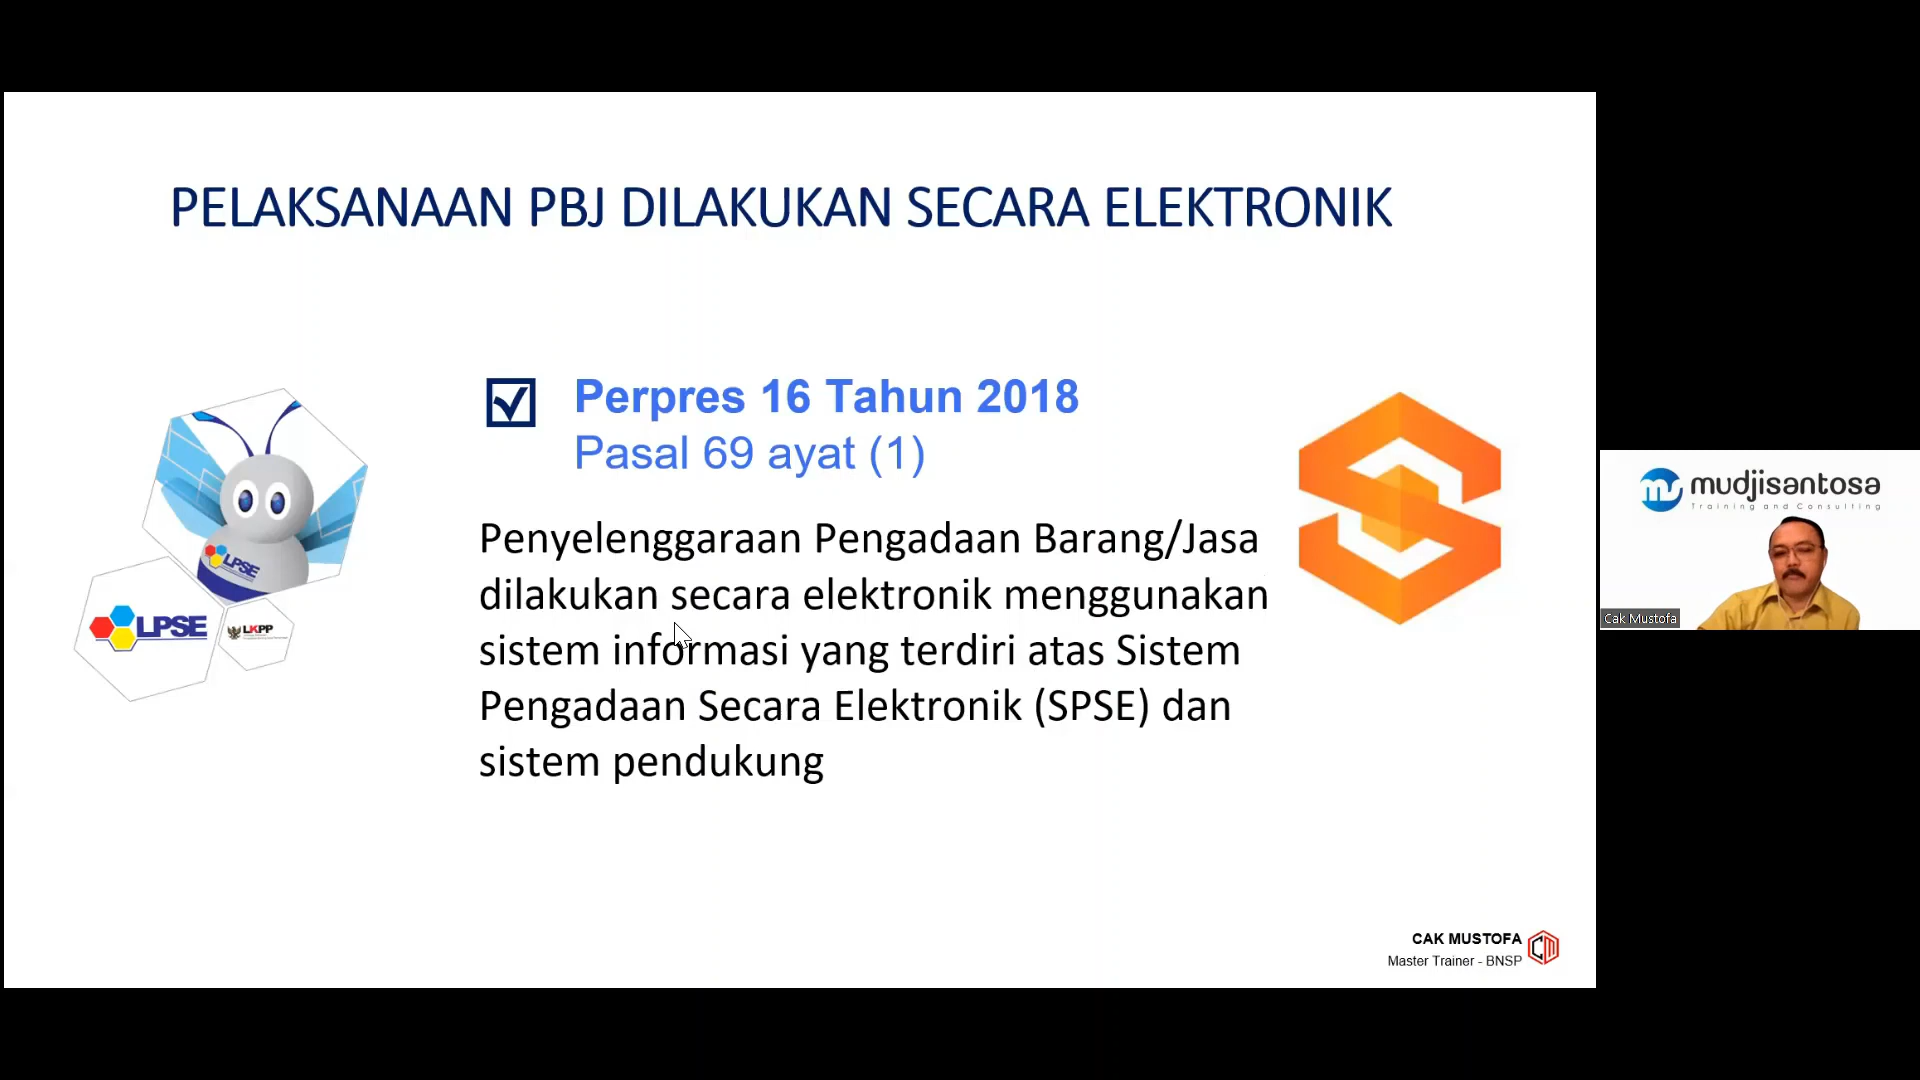 PELAKSANAAN PBJ DILAKUKAN SECARA ELEKTRONIK
Perpres 16 Tahun 2018
Pasal 69 ayat (1)
Penyelenggaraan Pengadaan Barang/Jasa
dilakukan secara elektronik menggunakan
sistem informasi yang terdiri atas Sistem
Pengadaan Secara Elektronik (SPSE) dan
sistem pendukung
LPSE
LPSE
LKPP
CAK MUSTOFA
Master Trainer - BNSP
CM
mudjisantosa
Training and Consulting
Cak Mustofa